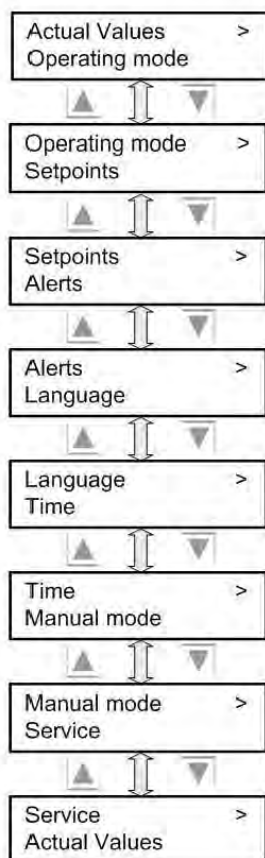 Actual Values >
Operating mode
Operating mode >
Setpoints
Setpoints >
Alerts
Alerts >
Language
Language >
Time
Time >
Manual mode
Manual mode >
Service
Service >
Actual Values